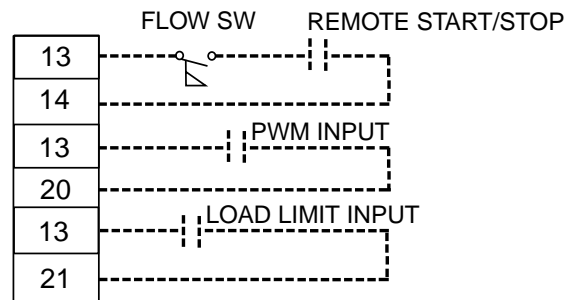 FLOW SW REMOTE START/STOP
13
14
13 PWM INPUT
20
13 LOAD LIMIT INPUT
21